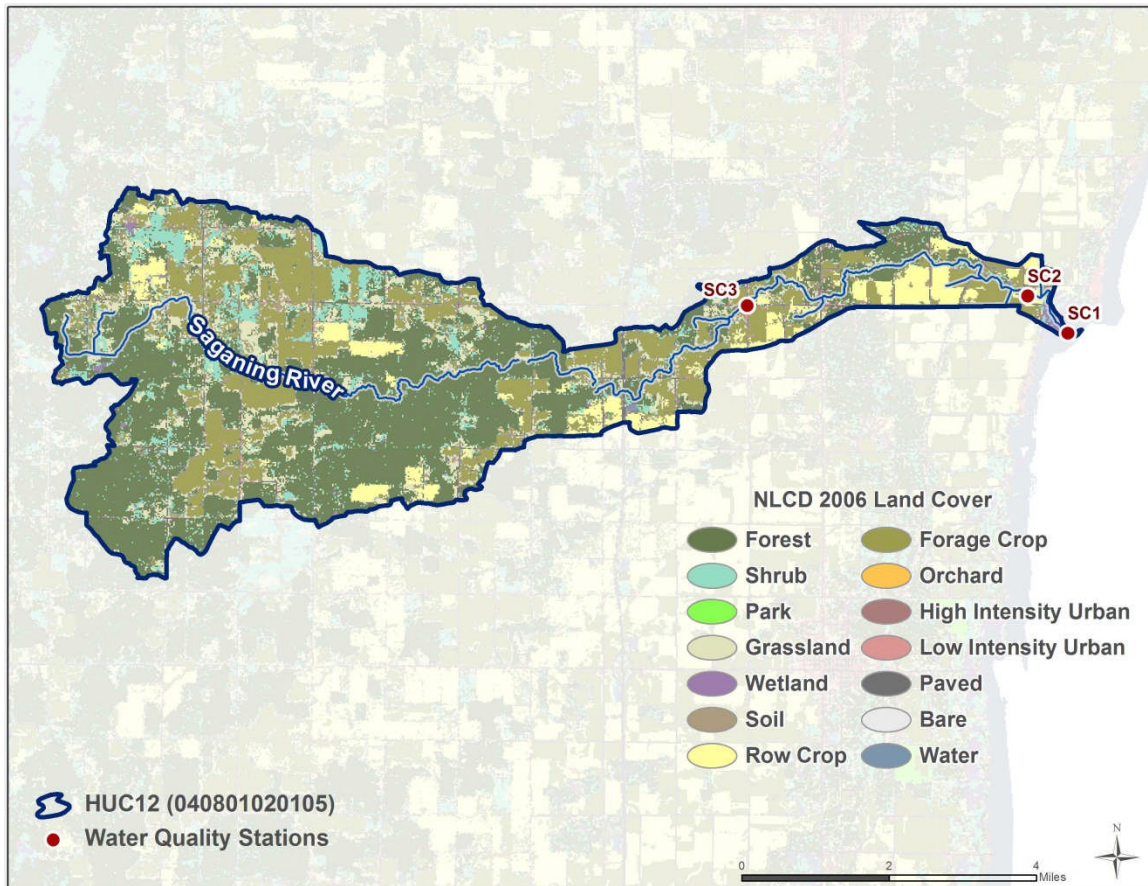 SC3
SC2
SC1
Saganing River
NLCD 2006 Land Cover
Forest
Forage Crop
Shrub
Orchard
Park
High Intensity Urban
Grassland
Low Intensity Urban
Wetland
Paved
Soil
Bare
Row Crop
Water
HUC12 (040801020105)
Water Quality Stations
N
0 2 4
Miles